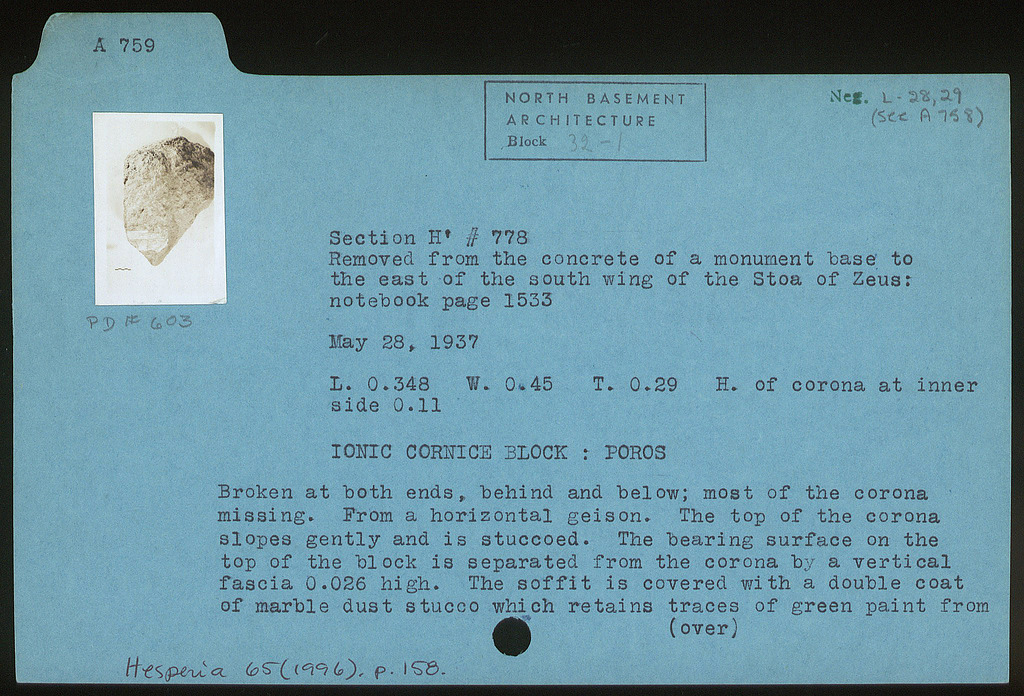 A 759
NORTH BASEMENT
ARCHITECTURE
Block 32-1
Neg. L-28,29
(see A 758)
PD # 603
Section H' # 778
Removed from the concrete of a monument base to
the east of the south wing of the Stoa of Zeus:
notebook page 1533
May 28, 1937
L. 0.348 W. 0.45 T. 0.29 H. of corona at inner
side 0.11
IONIC CORNICE BLOCK : POROS
Broken at both ends, behind and below; most of the corona
missing. From a horizontal geison. The top of the corona
slopes gently and is stuccoed. The bearing surface on the
top of the block is separated from the corona by a vertical
fascia 0.026 high. The soffit is covered with a double coat
of marble dust stucco which retains traces of green paint from
(over)
Hesperia 65(1996). p. 158.